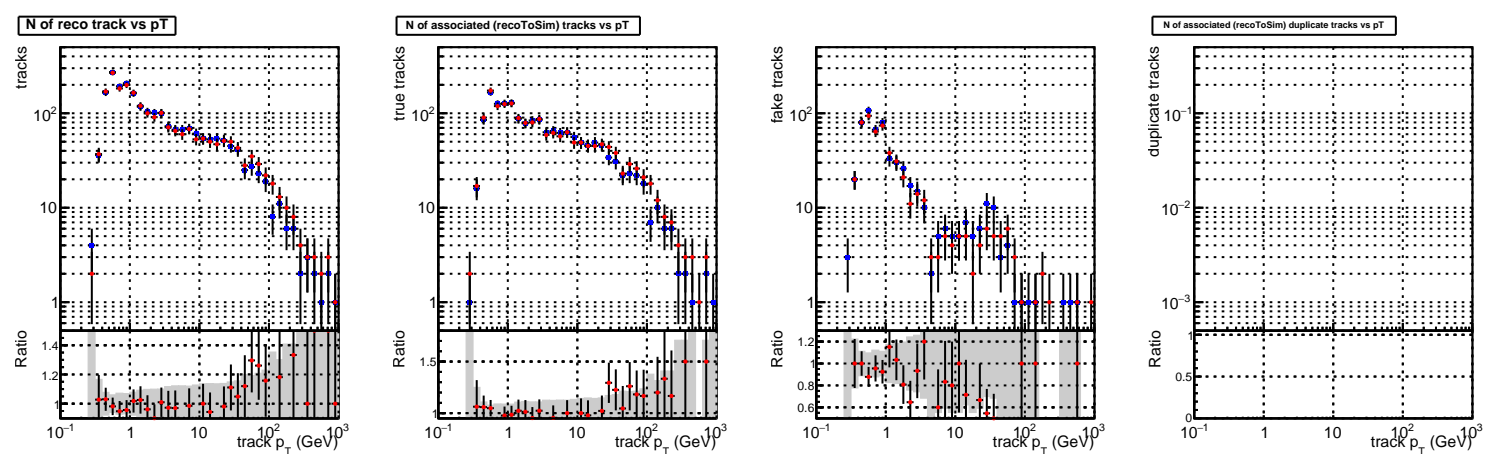 N of reco track vs pT
tracks
10²
10
1
Ratio
1.4
1.2
1
10⁻¹ 1 10 10² 10³
track p_T (GeV)
N of associated (recoToSim) tracks vs pT
true tracks
10²
10
1
Ratio
1.5
1
10⁻¹ 1 10 10² 10³
track p_T (GeV)
fake tracks
10²
10
1
Ratio
1.2
1
0.8
0.6
10⁻¹ 1 10 10² 10³
track p_T (GeV)
N of associated (recoToSim) duplicate tracks vs pT
duplicate tracks
10⁻¹
10⁻²
10⁻³
Ratio
1
0.5
0
10⁻¹ 1 10 10² 10³
track p_T (GeV)